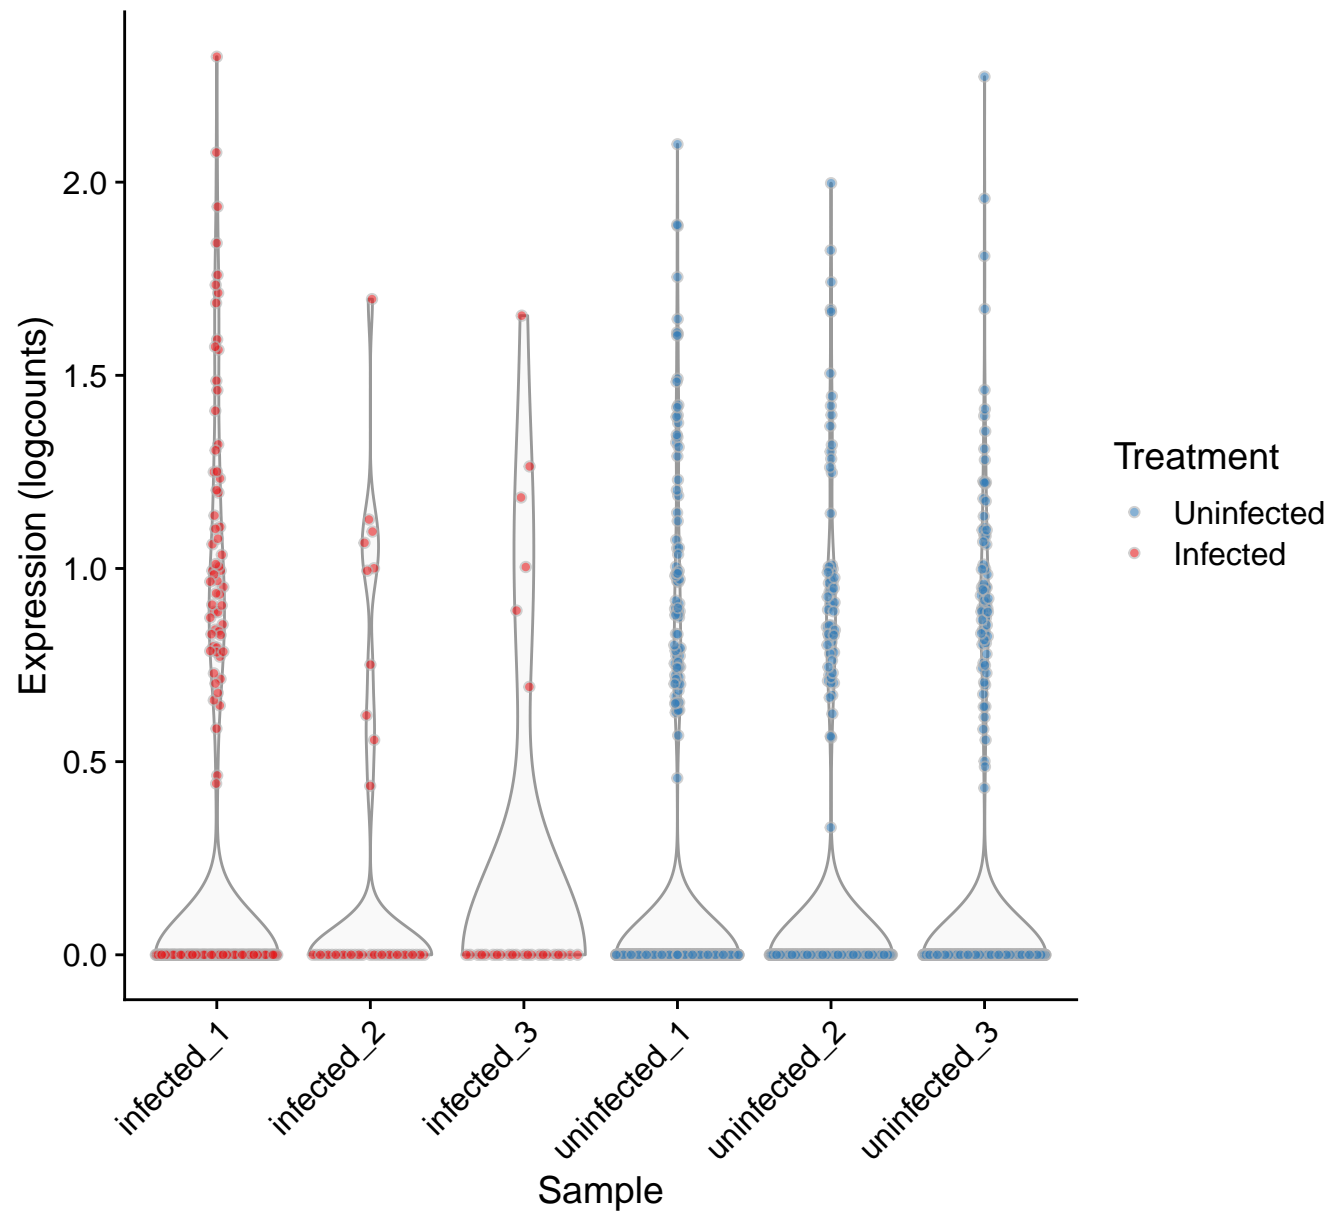 Expression (logcounts)
2.0
1.5
1.0
0.5
0.0
infected_1
infected_2
infected_3
uninfected_1
uninfected_2
uninfected_3
Sample
Treatment
Uninfected
Infected